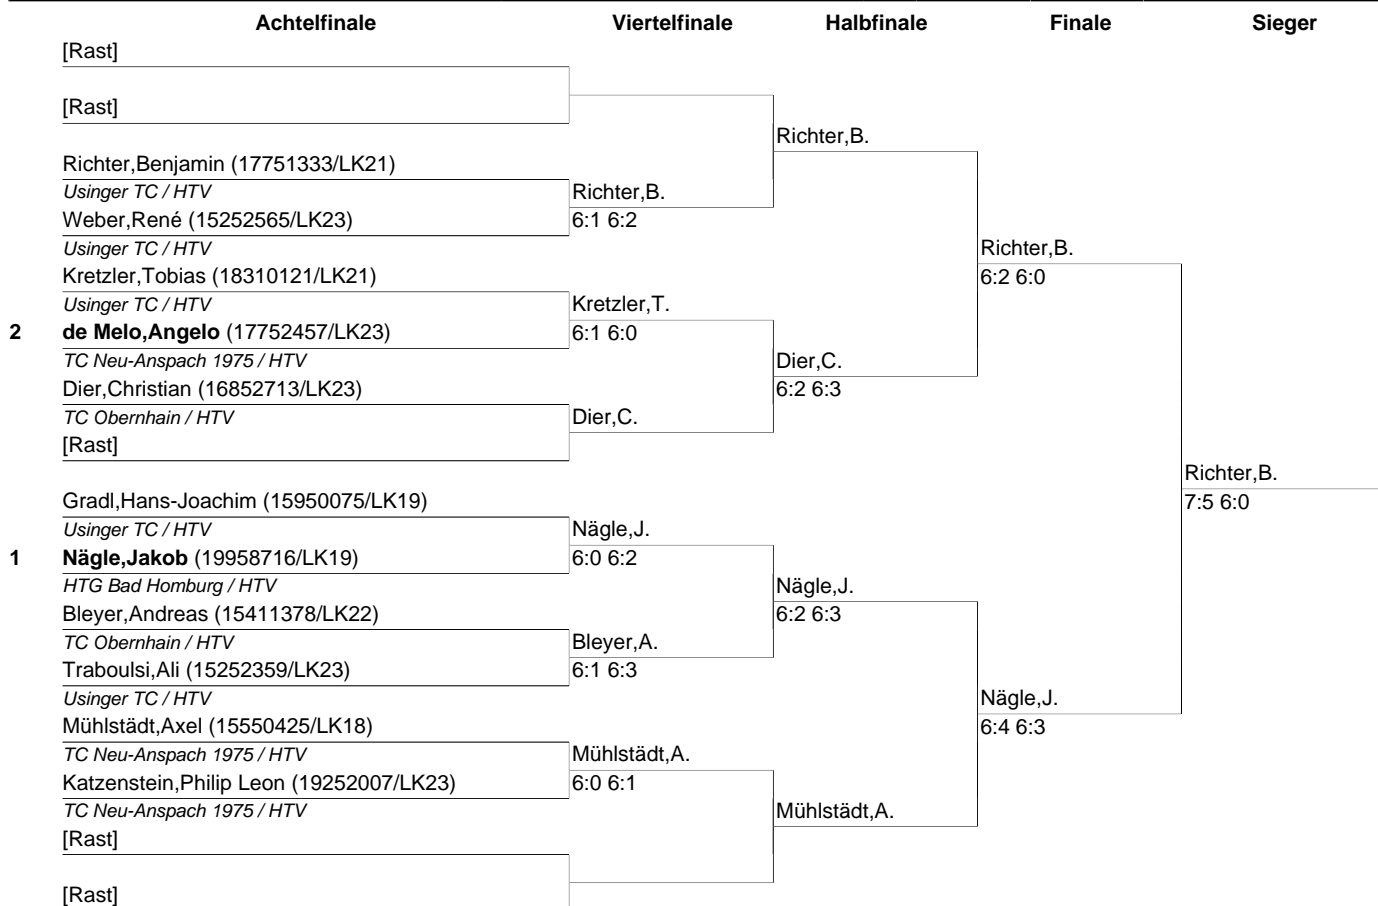 Achtelfinale Viertelfinale Halbfinale Finale Sieger
[Rast]
[Rast]
Richter,B.
Richter,Benjamin (17751333/LK21)
Usinger TC / HTV Richter,B.
Weber,René (15252565/LK23) 6:1 6:2
Usinger TC / HTV Richter,B.
Kretzler,Tobias (18310121/LK21) 6:2 6:0
Usinger TC / HTV Kretzler,T.
2 de Melo,Angelo (17752457/LK23) 6:1 6:0
TC Neu-Anspach 1975 / HTV Dier,C.
Dier,Christian (16852713/LK23) 6:2 6:3
TC Obernhain / HTV Dier,C.
[Rast]
Richter,B.
Gradl,Hans-Joachim (15950075/LK19) 7:5 6:0
Usinger TC / HTV Nägle,J.
1 Nägle,Jakob (19958716/LK19) 6:0 6:2
HTG Bad Homburg / HTV Nägle,J.
Bleyer,Andreas (15411378/LK22) 6:2 6:3
TC Obernhain / HTV Bleyer,A.
Traboulsi,Ali (15252359/LK23) 6:1 6:3
Usinger TC / HTV Nägle,J.
Mühlstädt,Axel (15550425/LK18) 6:4 6:3
TC Neu-Anspach 1975 / HTV Mühlstädt,A.
Katzenstein,Philip Leon (19252007/LK23) 6:0 6:1
TC Neu-Anspach 1975 / HTV Mühlstädt,A.
[Rast]
[Rast]